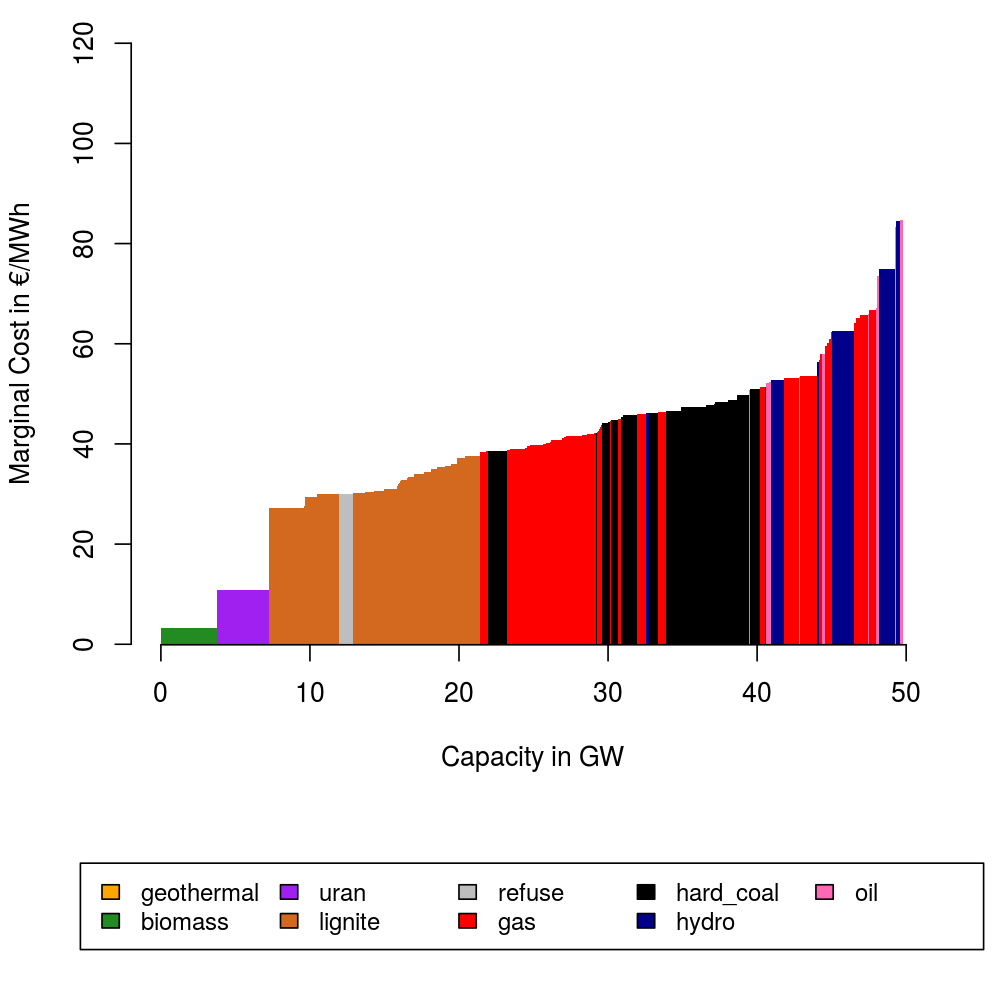 120
100
80
60
40
20
0
Marginal Cost in €/MWh
0 10 20 30 40 50
Capacity in GW
geothermal uran refuse hard_coal oil
biomass lignite gas hydro